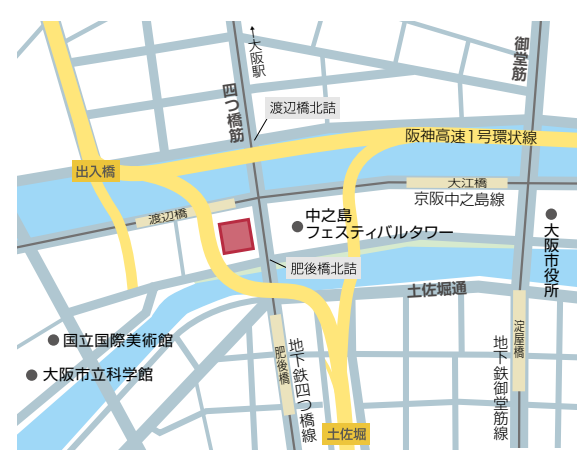 ↑大阪駅
御堂筋
四つ橋筋
渡辺橋北詰
阪神高速1号環状線
出入橋
大江橋
京阪中之島線
渡辺橋
中之島
フェスティバルタワー
大阪市役所
肥後橋北詰
土佐堀通
国立国際美術館
大阪市立科学館
肥後橋
地下鉄四つ橋線
淀屋橋
地下鉄御堂筋線
土佐堀